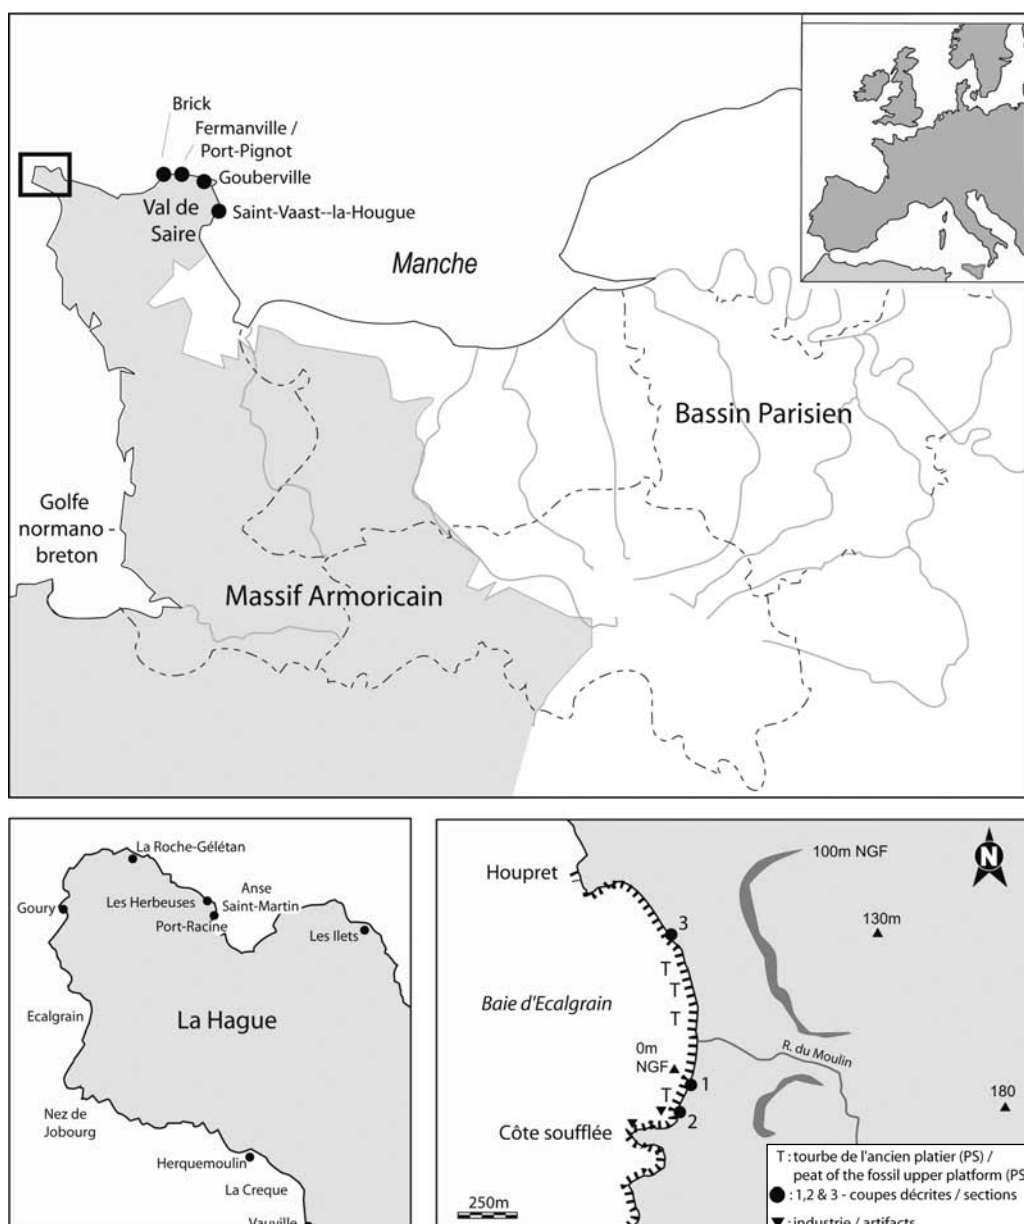 Brick
Fermanville /
Port-Pignot
Gouberville
Saint-Vaast--la-Hougue
Val de
Saire
Manche
Bassin Parisien
Golfe
normano -
breton
Massif Armoricain
La Roche-Gélétan
Goury
Les Herbeuses
Anse
Saint-Martin
Port-Racine
Les Ilets
Ecalgrain
La Hague
Nez de
Jobourg
Herquemoulin
La Creque
Vauville
Houpret
100m NGF
N
130m
3
T
T
T
Baie d'Ecalgrain
0m
NGF
R. du Moulin
1
T
2
180
Côte soufflée
250m
T : tourbe de l'ancien platier (PS) /
peat of the fossil upper platform (PS
: 1,2 & 3 - coupes décrites / sections
: industrie / artifacts